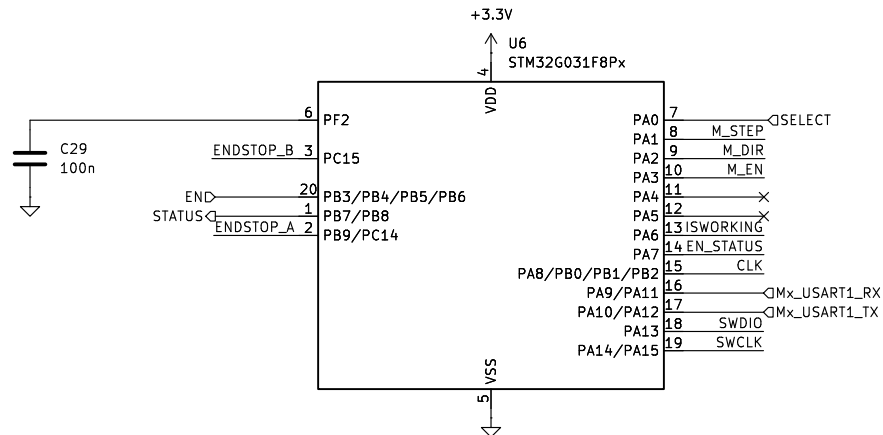 +3.3V
U6
STM32G031F8Px
4
VDD
6 PF2
C29
100n
ENDSTOP_B 3 PC15
EN 20 PB3/PB4/PB5/PB6
STATUS 1 PB7/PB8
ENDSTOP_A 2 PB9/PC14
PA0 7 SELECT
PA1 8 M_STEP
PA2 9 M_DIR
PA3 10 M_EN
PA4 11
PA5 12
PA6 13 ISWORKING
PA7 14 EN_STATUS
PA8/PB0/PB1/PB2 15 CLK
PA9/PA11 16 Mx_USART1_RX
PA10/PA12 17 Mx_USART1_TX
PA13 18 SWDIO
PA14/PA15 19 SWCLK
VSS
5